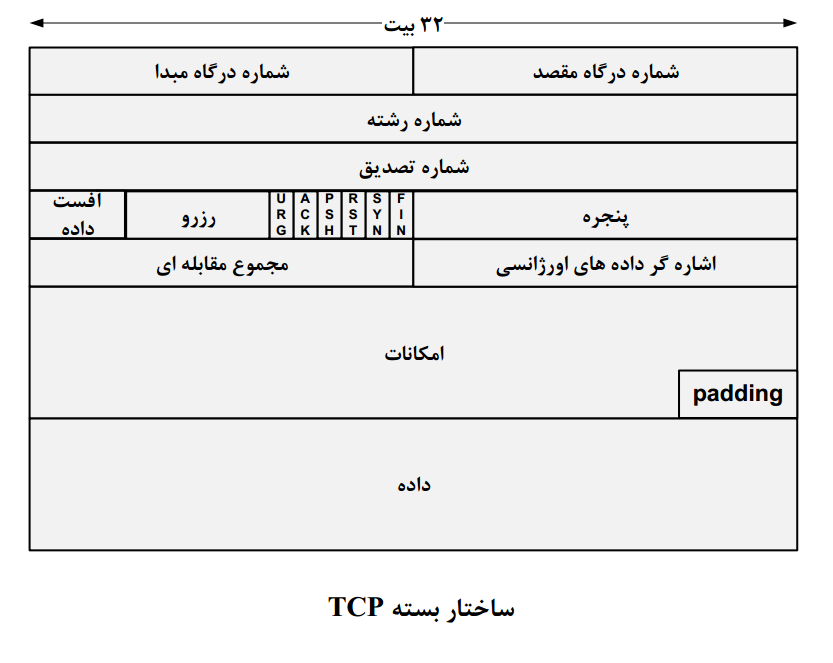 ۳۲ بیت
شماره درگاه مبدا
شماره درگاه مقصد
شماره رشته
شماره تصدیق
افست
داده
رزرو
URG
ACK
PSH
RST
SYN
FIN
پنجره
مجموع مقابله ای
اشاره گر داده های اورژانسی
امکانات
padding
داده
ساختار بسته TCP